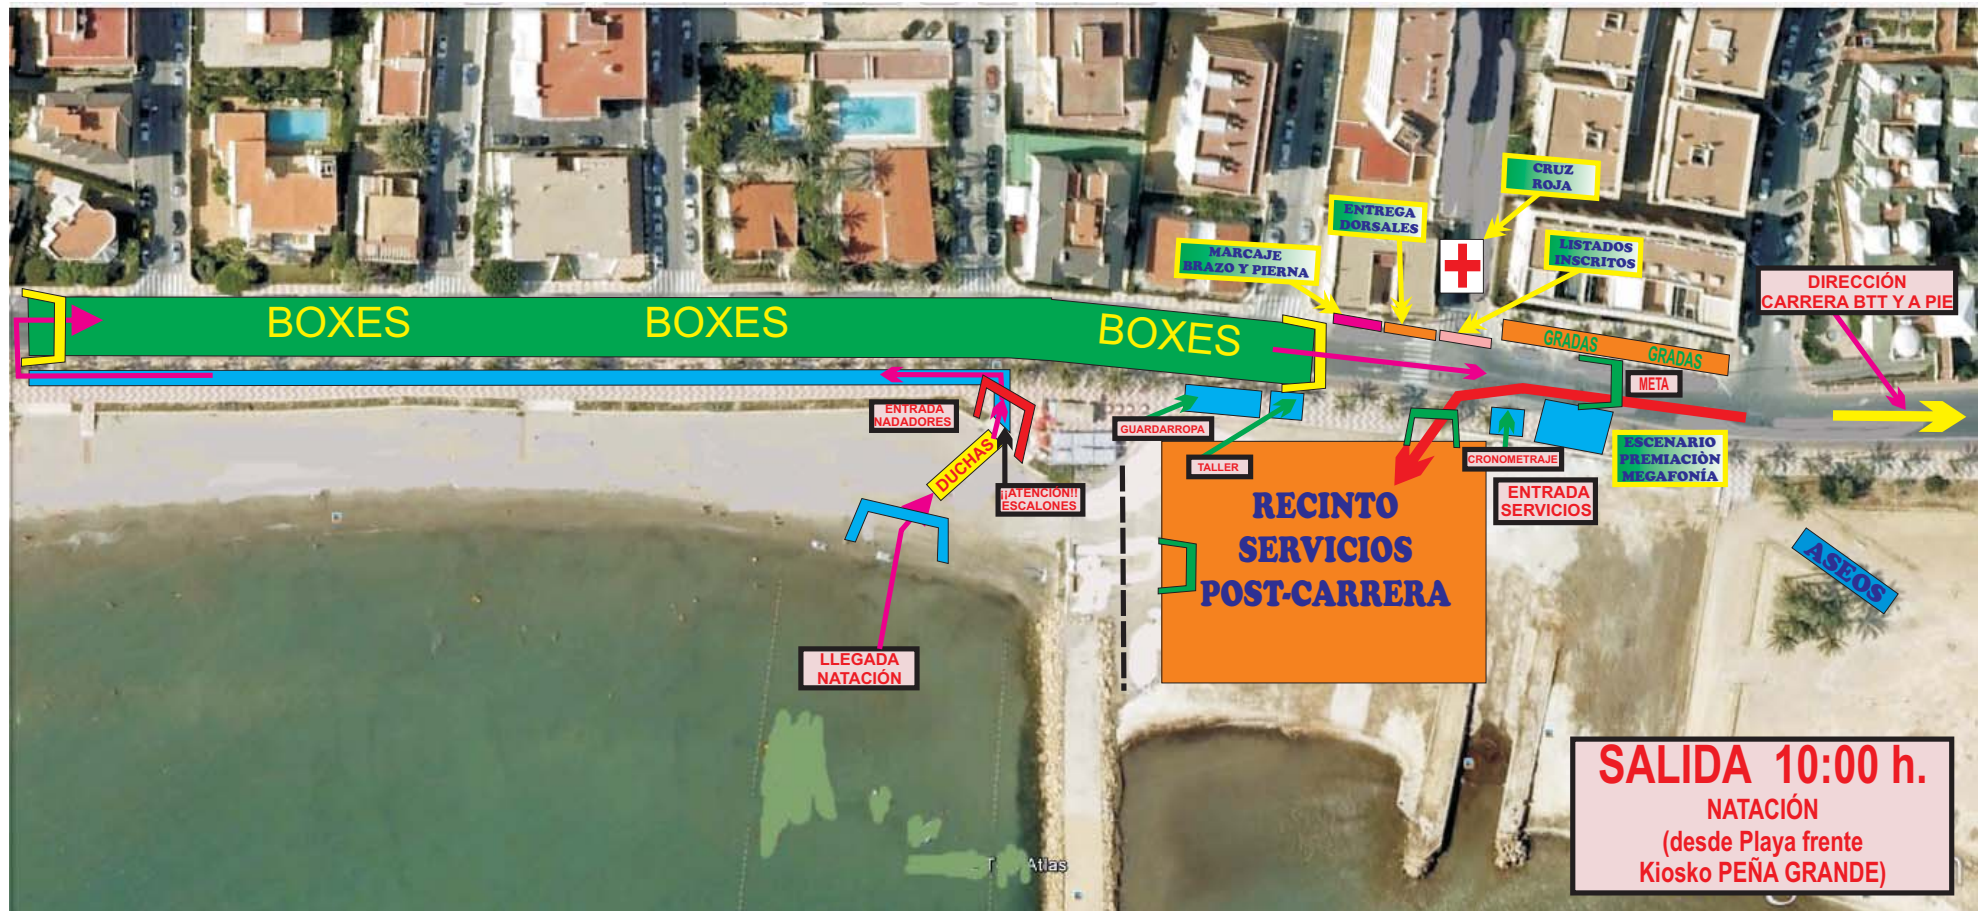 CRUZ
ROJA
ENTREGA
DORSALES
MARCAJE
BRAZO Y PIERNA
LISTADOS
INSCRITOS
DIRECCIÓN
CARRERA BTT Y A PIE
BOXES
BOXES
BOXES
GRADAS
GRADAS
META
ENTRADA
NADADORES
GUARDARROPA
TALLER
CRONOMETRAJE
ESCENARIO
PREMIACIÒN
MEGAFONÍA
DUCHAS
¡¡ATENCIÓN!!
ESCALONES
ENTRADA
SERVICIOS
RECINTO
SERVICIOS
POST-CARRERA
ASEOS
LLEGADA
NATACIÓN
SALIDA 10:00 h.
NATACIÓN
(desde Playa frente
Kiosko PEÑA GRANDE)
Atlas